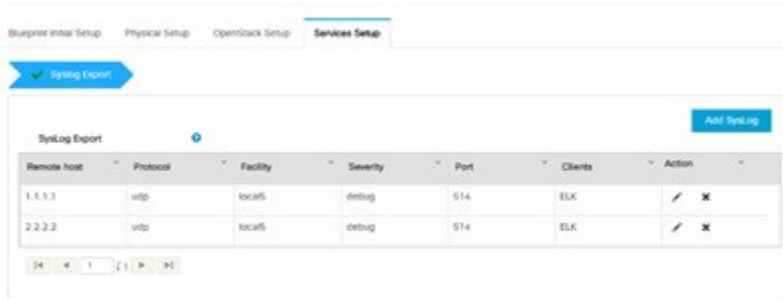 Blueprint Initial Setup Physical Setup OpenStack Setup Services Setup
Syslog Export
Add SysLog
SysLog Export
Remote host Protocol Facility Severity Port Clients Action
1.1.1.1 udp local5 debug 514 ELK
2.2.2.2 udp local5 debug 514 ELK
1 / 1